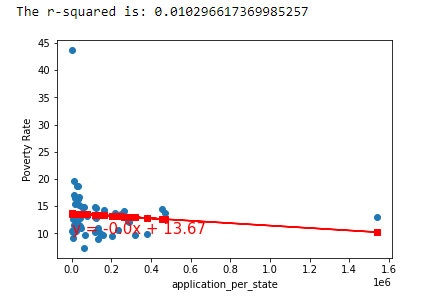 The r-squared is: 0.010296617369985257
45
40
35
30
25
20
15
10
Poverty Rate
y = -0.0x + 13.67
0.0 0.2 0.4 0.6 0.8 1.0 1.2 1.4 1.6
1e6
application_per_state